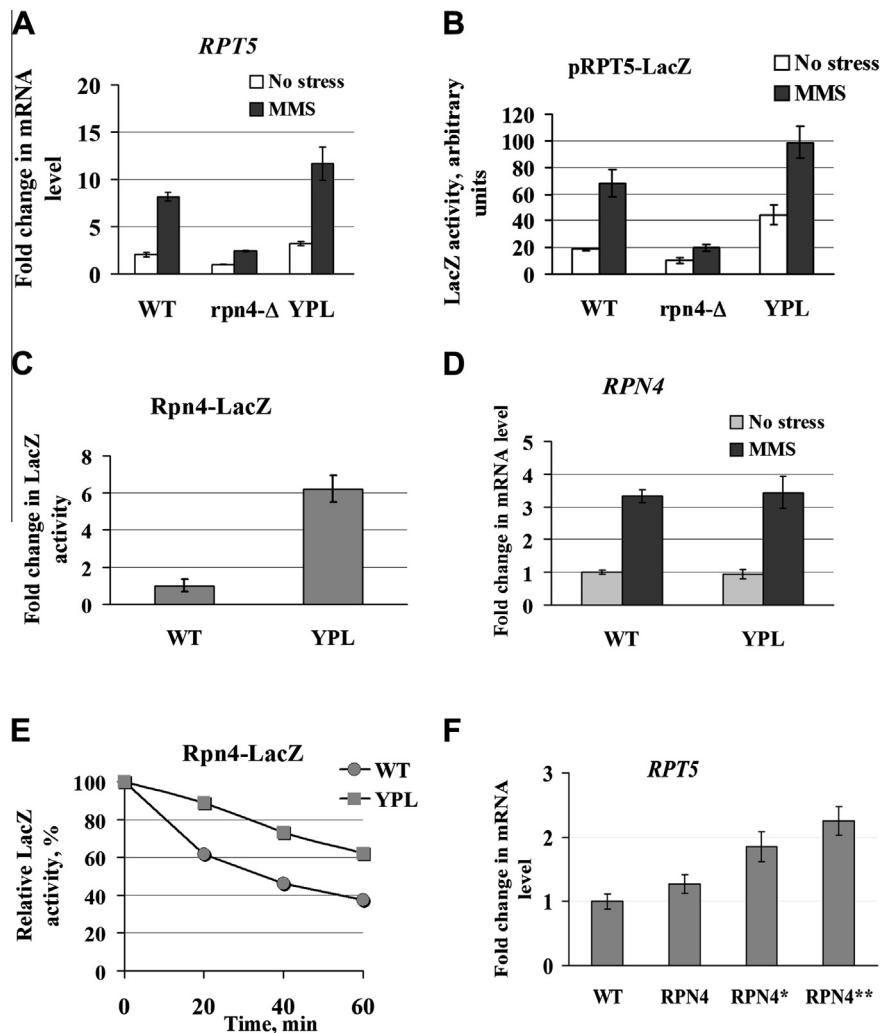 A
RPT5
No stress
MMS
Fold change in mRNA
level
20
15
10
5
0
WT rpn4-Δ YPL
B
pRPT5-LacZ
No stress
MMS
LacZ activity, arbitrary
units
120
100
80
60
40
20
0
WT rpn4-Δ YPL
C
Rpn4-LacZ
Fold change in LacZ
activity
8
6
4
2
0
WT YPL
D
RPN4
No stress
MMS
Fold change in mRNA level
5
4
3
2
1
0
WT YPL
E
Rpn4-LacZ
WT
YPL
Relative LacZ
activity, %
100
80
60
40
20
0
0 20 40 60
Time, min
F
RPT5
Fold change in mRNA
level
3
2
1
0
WT RPN4 RPN4* RPN4**